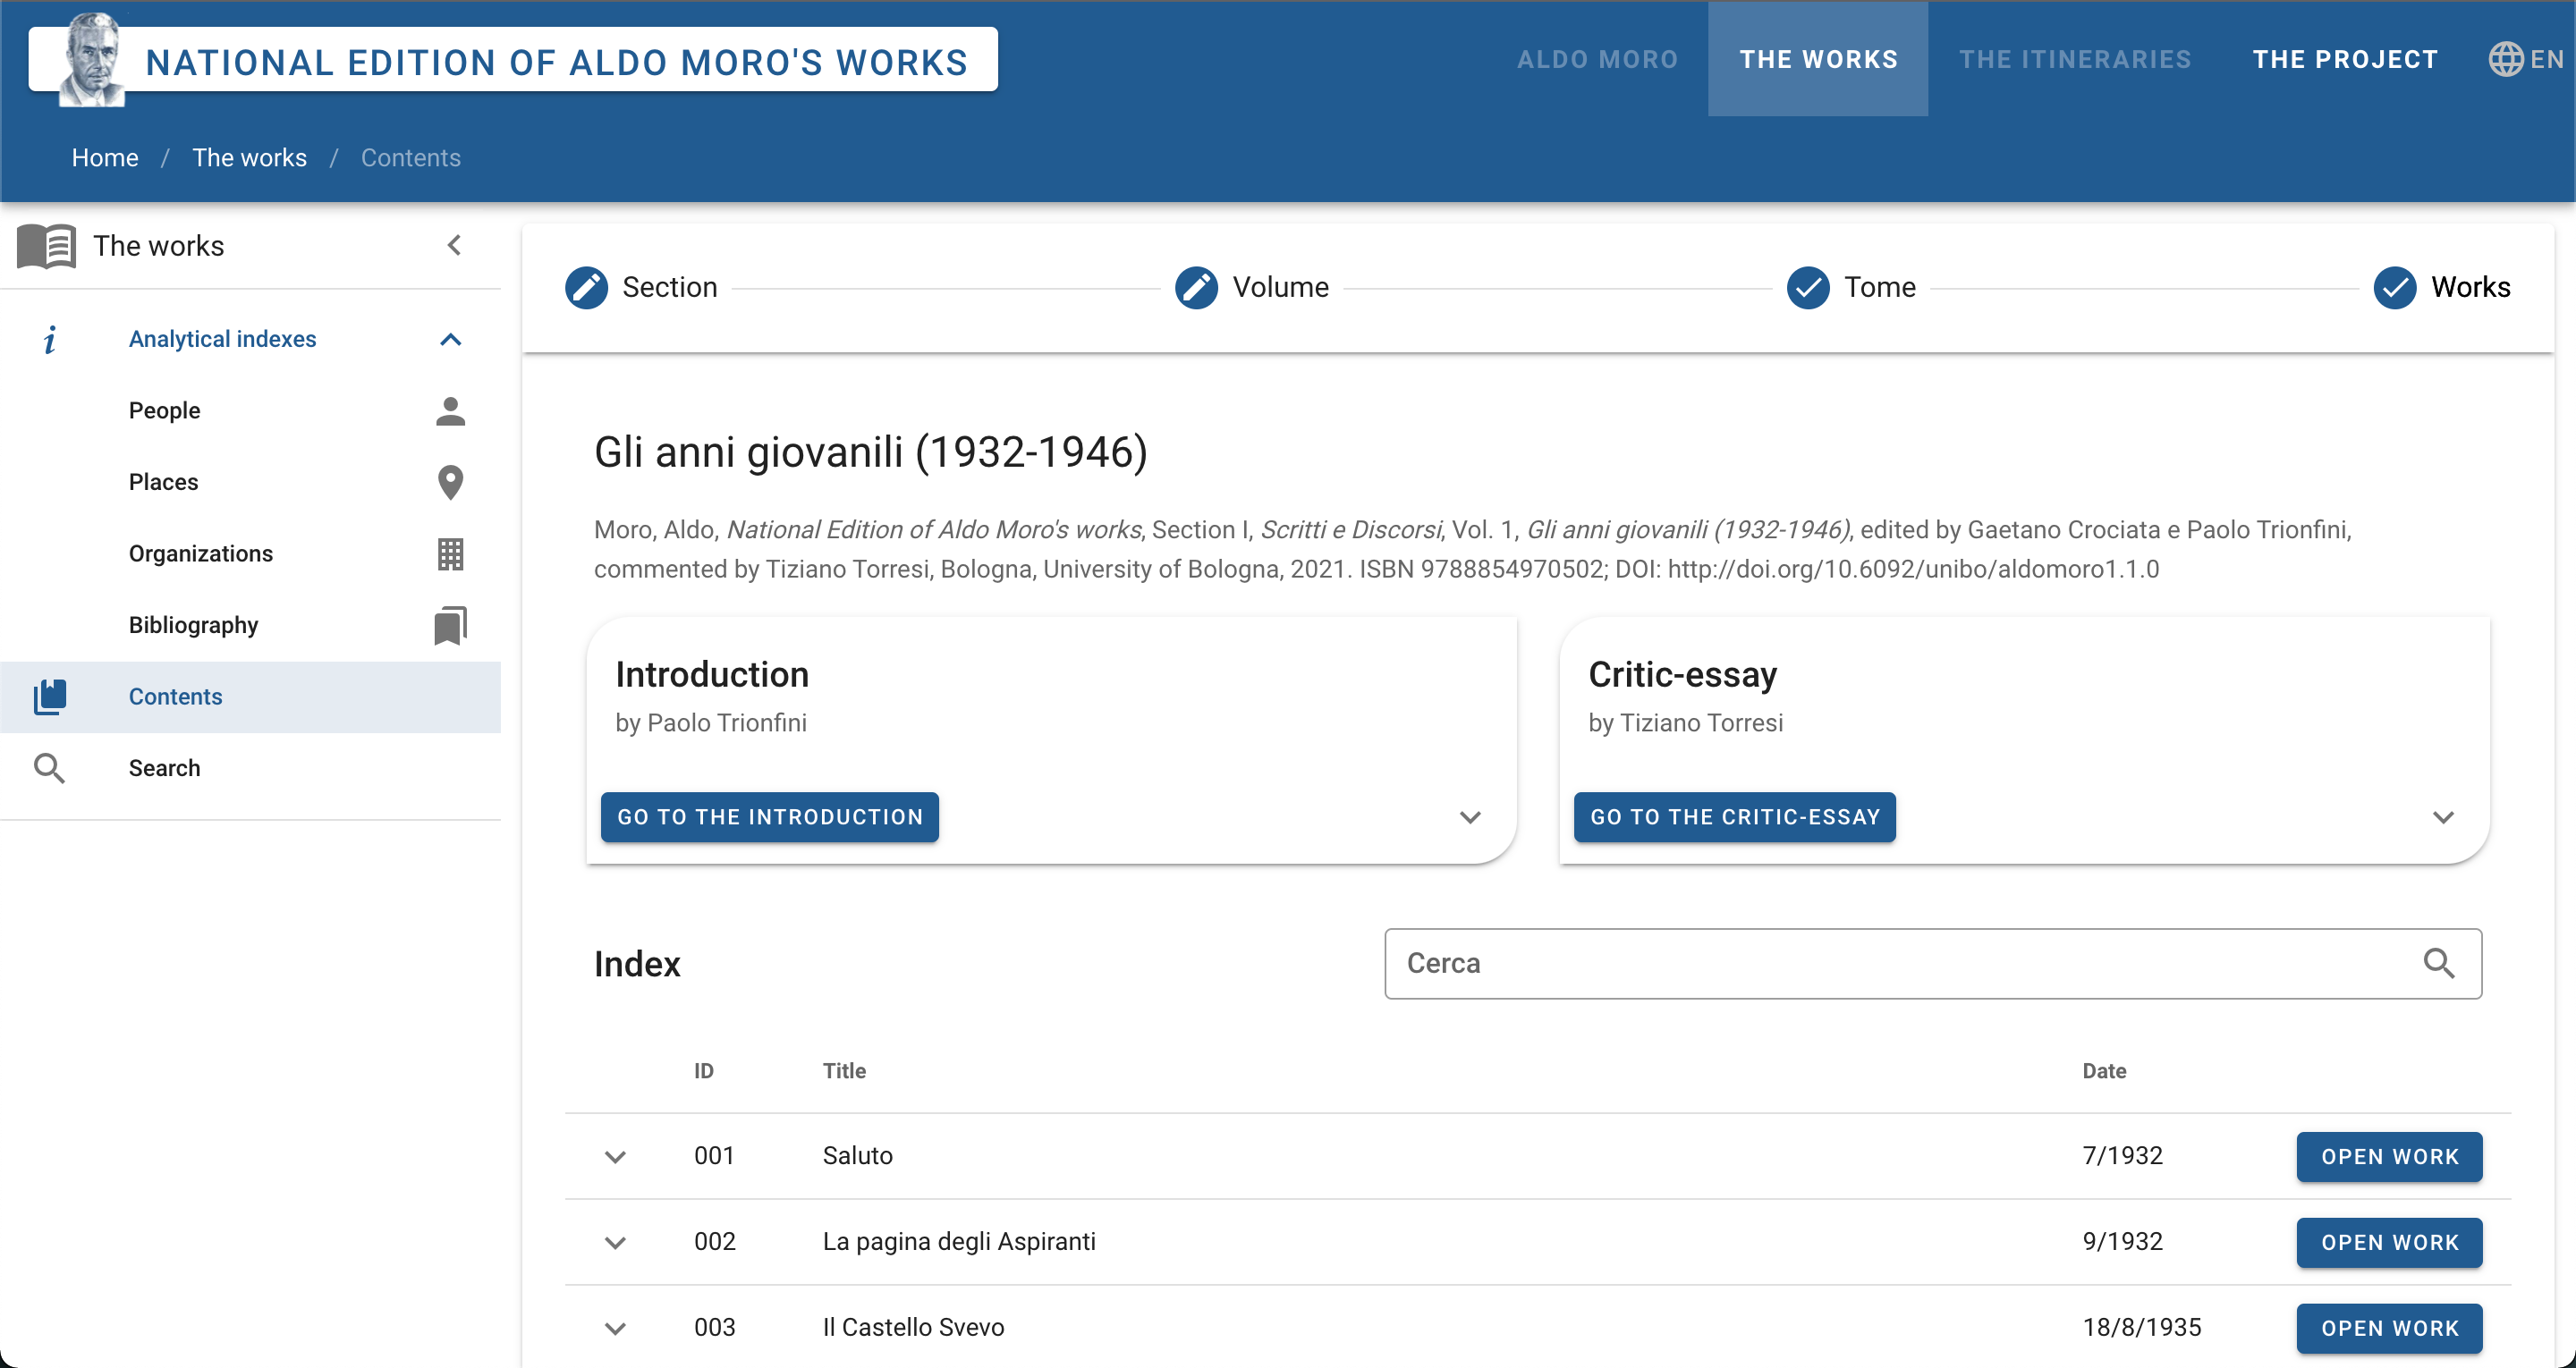 NATIONAL EDITION OF ALDO MORO'S WORKS
ALDO MORO
THE WORKS
THE ITINERARIES
THE PROJECT
EN
Home / The works / Contents
The works
Analytical indexes
People
Places
Organizations
Bibliography
Contents
Search
Section
Volume
Tome
Works
Gli anni giovanili (1932-1946)
Moro, Aldo, National Edition of Aldo Moro's works, Section I, Scritti e Discorsi, Vol. 1, Gli anni giovanili (1932-1946), edited by Gaetano Crociata e Paolo Trionfini,
commented by Tiziano Torresi, Bologna, University of Bologna, 2021. ISBN 9788854970502; DOI: http://doi.org/10.6092/unibo/aldomoro1.1.0
Introduction
by Paolo Trionfini
GO TO THE INTRODUCTION
Critic-essay
by Tiziano Torresi
GO TO THE CRITIC-ESSAY
Index
Cerca
ID Title Date
001 Saluto 7/1932 OPEN WORK
002 La pagina degli Aspiranti 9/1932 OPEN WORK
003 Il Castello Svevo 18/8/1935 OPEN WORK